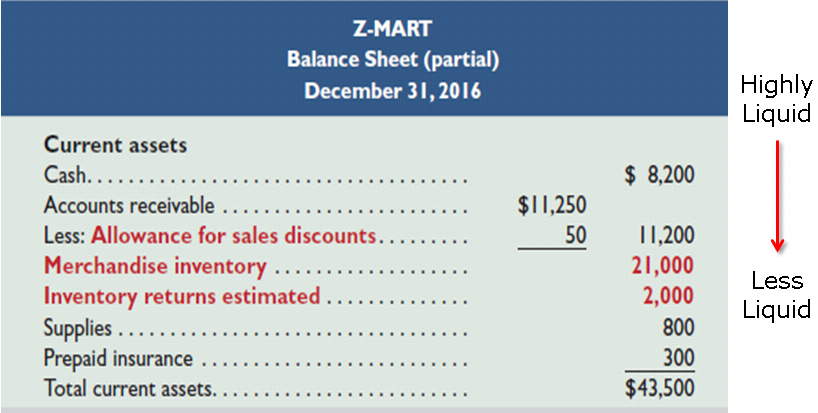 Z-MART
Balance Sheet (partial)
December 31, 2016
Highly
Liquid
Current assets
Cash. . . . . . . . . . . . . . . . . . . . . . . . . . . . . . . . . . . . . . $ 8,200
Accounts receivable . . . . . . . . . . . . . . . . . . . . . . . . . $11,250
Less: Allowance for sales discounts. . . . . . . . . 50 11,200
Merchandise inventory . . . . . . . . . . . . . . . . . . . . 21,000
Inventory returns estimated . . . . . . . . . . . . . . . 2,000
Supplies . . . . . . . . . . . . . . . . . . . . . . . . . . . . . . . . . . . 800
Prepaid insurance . . . . . . . . . . . . . . . . . . . . . . . . . . 300
Total current assets. . . . . . . . . . . . . . . . . . . . . . . . . $43,500
Less
Liquid